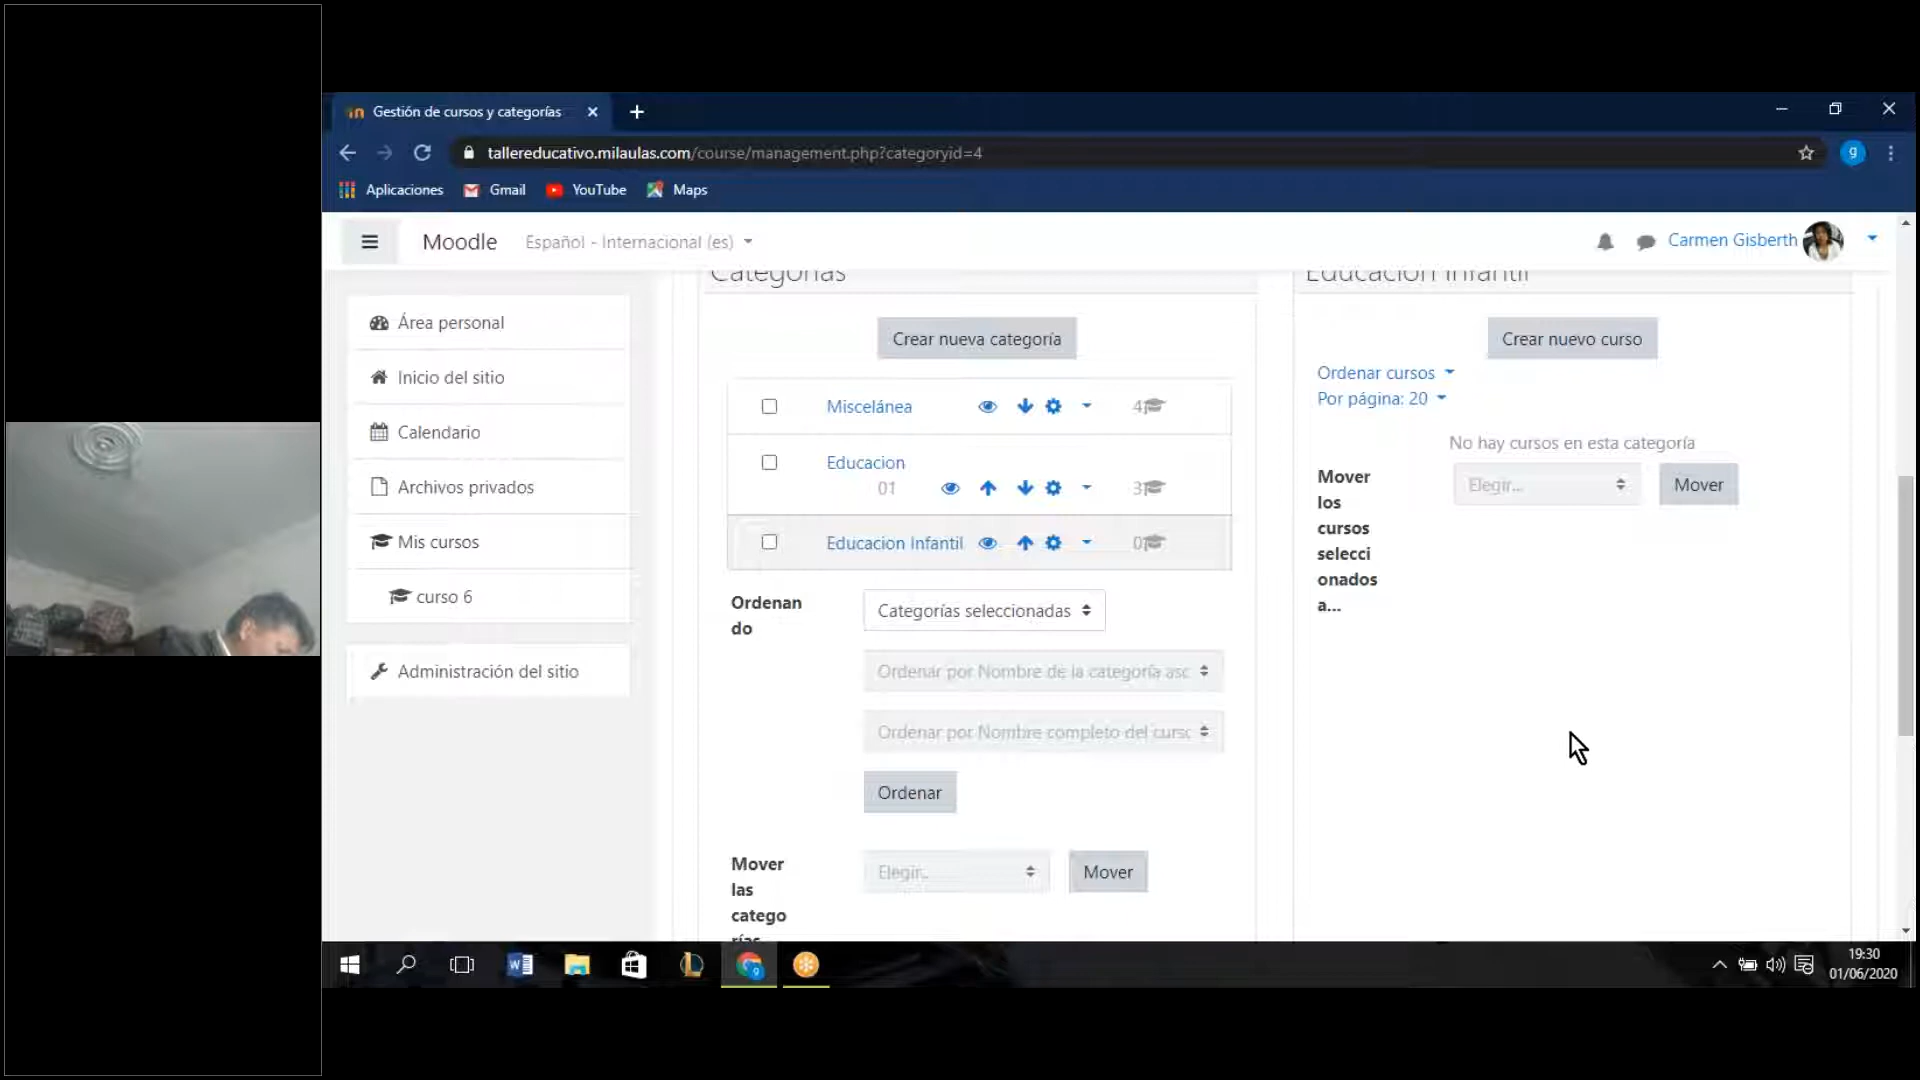 Gestión de cursos y categorías
tallereducativo.milaulas.com/course/management.php?categoryid=4
g
Aplicaciones
Gmail
YouTube
Maps
Moodle
Español - Internacional (es)
Carmen Gisberth
Categorías
Educacion Infantil
Área personal
Inicio del sitio
Calendario
Archivos privados
Mis cursos
curso 6
Administración del sitio
Crear nueva categoría
Miscelánea
4
Educacion
01
3
Educacion Infantil
0
Ordenan
do
Categorías seleccionadas
Ordenar por Nombre de la categoría asc
Ordenar por Nombre completo del curso
Ordenar
Mover
las
catego
rías
Elegir...
Mover
Crear nuevo curso
Ordenar cursos
Por página: 20
No hay cursos en esta categoría
Mover
los
cursos
selecci
onados
a...
Elegir...
Mover
19:30
01/06/2020